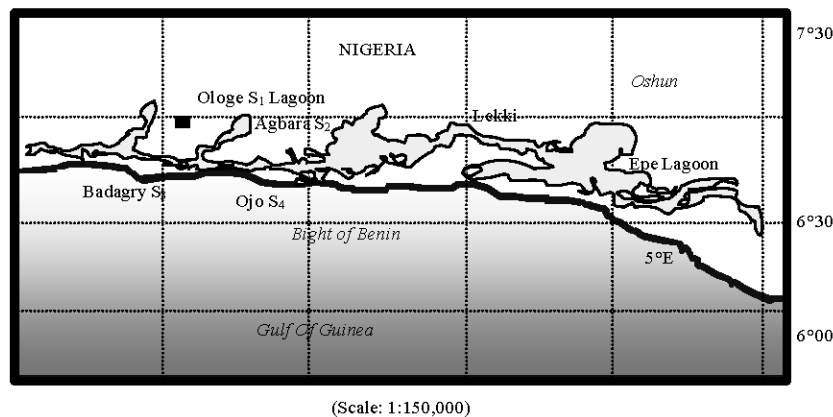 7°30
NIGERIA
Oshun
Ologe S1 Lagoon
Agbara S2
Lekki
Epe Lagoon
Badagry S
Ojo S4
6°30
Bight of Benin
5°E
Gulf Of Guinea
6°00
(Scale: 1:150,000)